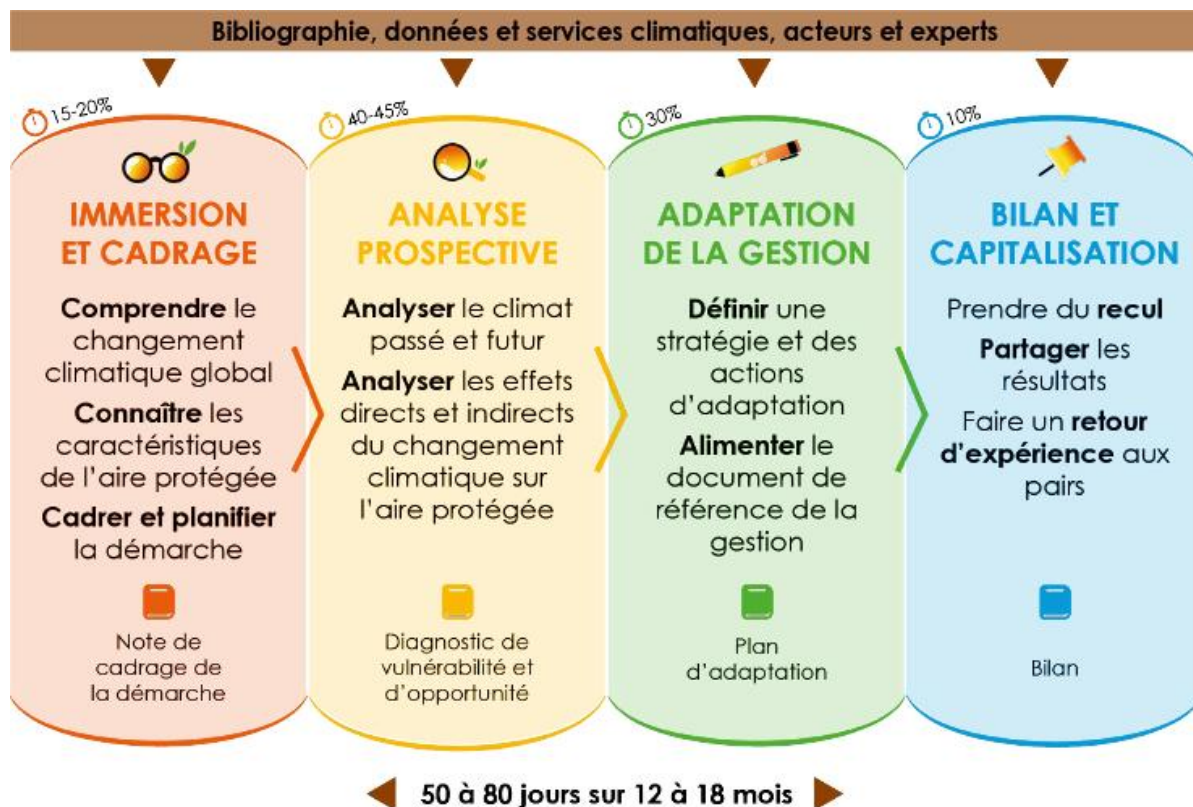 Bibliographie, données et services climatiques, acteurs et experts
15-20%
IMMERSION
ET CADRAGE
Comprendre le
changement
climatique global
Connaître les
caractéristiques
de l’aire protégée
Cadrer et planifier
la démarche
Note de
cadrage de
la démarche
40-45%
ANALYSE
PROSPECTIVE
Analyser le climat
passé et futur
Analyser les effets
directs et indirects
du changement
climatique sur
l’aire protégée
Diagnostic de
vulnérabilité et
d’opportunité
30%
ADAPTATION
DE LA GESTION
Définir une
stratégie et des
actions
d’adaptation
Alimenter le
document de
référence de la
gestion
Plan
d’adaptation
10%
BILAN ET
CAPITALISATION
Prendre du recul
Partager les
résultats
Faire un retour
d’expérience aux
pairs
Bilan
50 à 80 jours sur 12 à 18 mois